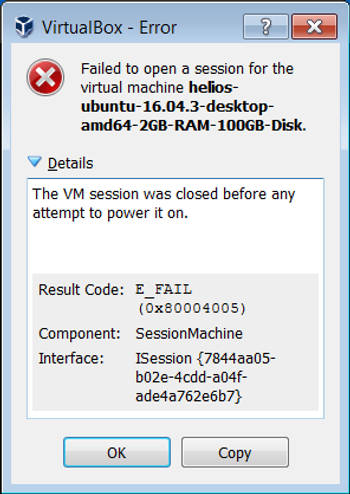 VirtualBox - Error
Failed to open a session for the
virtual machine helios-
ubuntu-16.04.3-desktop-
amd64-2GB-RAM-100GB-Disk.
Details
The VM session was closed before any
attempt to power it on.
Result Code: E_FAIL
(0x80004005)
Component: SessionMachine
Interface: ISession {7844aa05-
b02e-4cdd-a04f-
ade4a762e6b7}
OK Copy